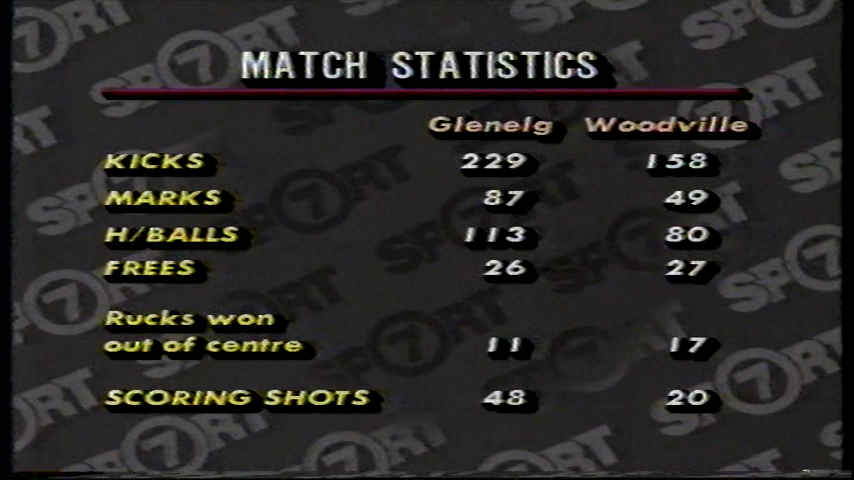 MATCH STATISTICS
Glenelg Woodville
KICKS 229 158
MARKS 87 49
H/BALLS 113 80
FREES 26 27
Rucks won
out of centre 11 17
SCORING SHOTS 48 20